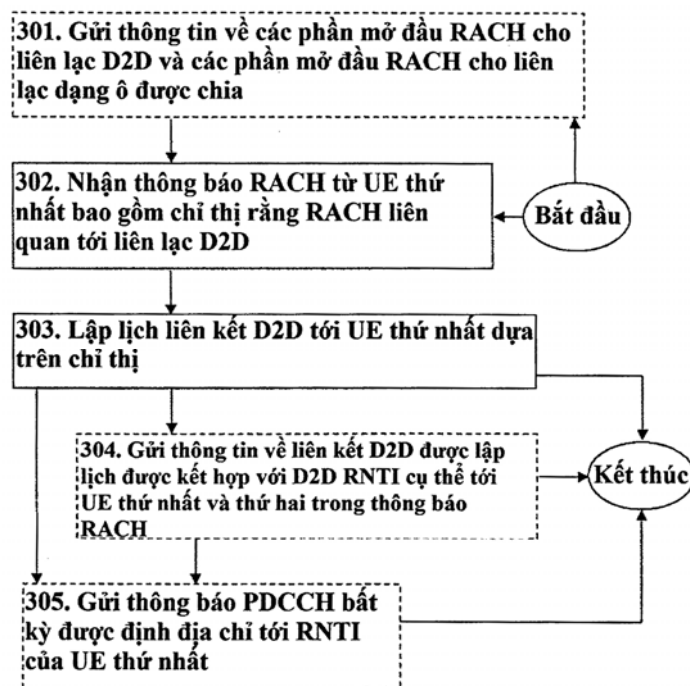 301. Gửi thông tin về các phần mở đầu RACH cho
liên lạc D2D và các phần mở đầu RACH cho liên
lạc dạng ô được chia
302. Nhận thông báo RACH từ UE thứ
nhất bao gồm chỉ thị rằng RACH liên
quan tới liên lạc D2D
Bắt đầu
303. Lập lịch liên kết D2D tới UE thứ nhất dựa
trên chỉ thị
304. Gửi thông tin về liên kết D2D được lập
lịch được kết hợp với D2D RNTI cụ thể tới
UE thứ nhất và thứ hai trong thông báo
RACH
Kết thúc
305. Gửi thông báo PDCCH bất
kỳ được định địa chỉ tới RNTI
của UE thứ nhất